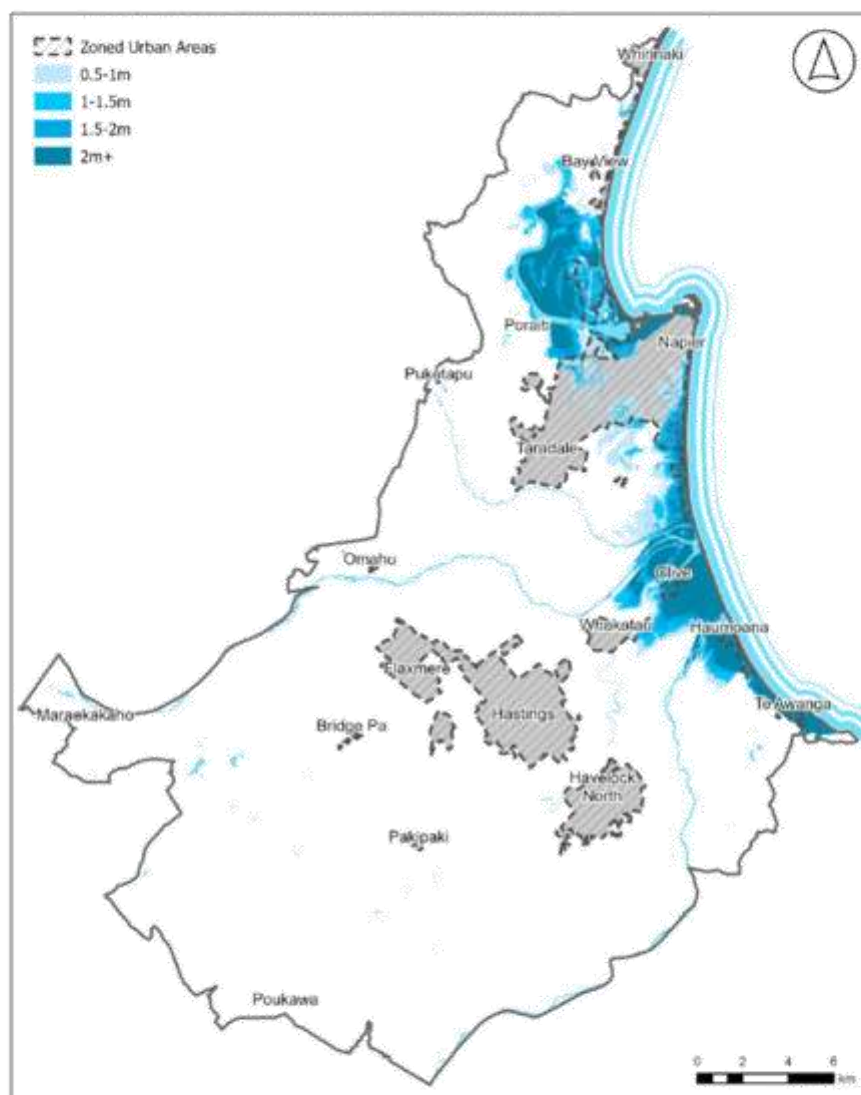 Zoned Urban Areas
0.5-1m
1-1.5m
1.5-2m
2m+
Whirinaki
Bay View
Poraiti
Napier
Puketapu
Taradale
Omahu
Clive
Whakatau
Haumoana
Flaxmere
Maraekakaho
Hastings
Te Awanga
Bridge Pa
Havelock
North
Pakipaki
Poukawa
0 2 4 6
km